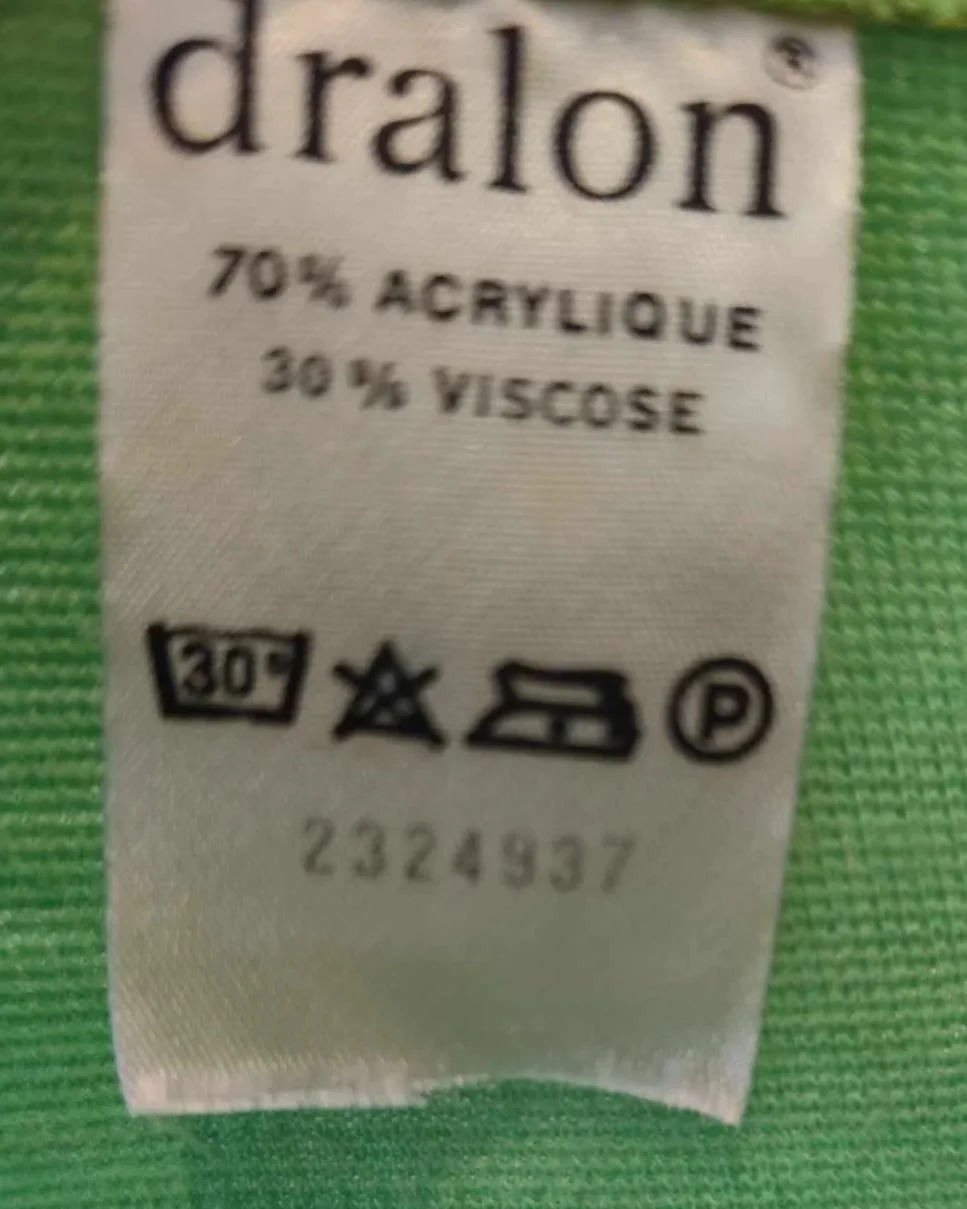 dralon®
70% ACRYLIQUE
30% VISCOSE
30°
P
2324937